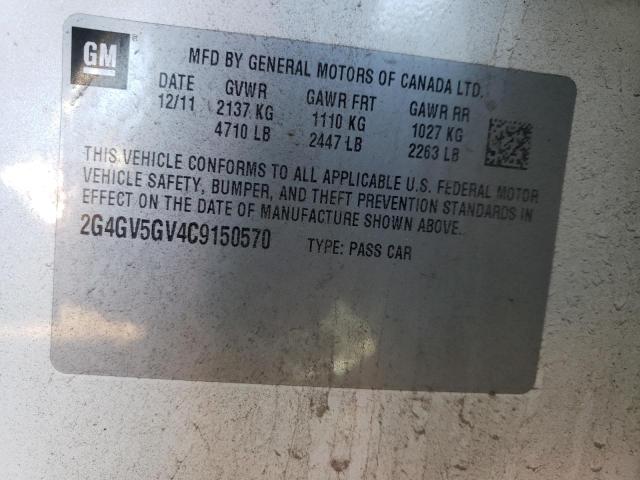 GM
®
MFD BY GENERAL MOTORS OF CANADA LTD.
DATE GVWR GAWR FRT GAWR RR
12/11 2137 KG 1110 KG 1027 KG
4710 LB 2447 LB 2263 LB
THIS VEHICLE CONFORMS TO ALL APPLICABLE U.S. FEDERAL MOTOR
VEHICLE SAFETY, BUMPER, AND THEFT PREVENTION STANDARDS IN
EFFECT ON THE DATE OF MANUFACTURE SHOWN ABOVE.
2G4GV5GV4C9150570 TYPE: PASS CAR